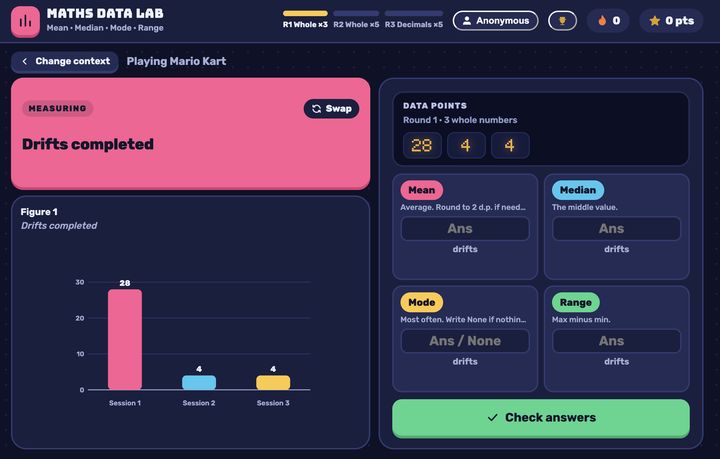 MATHS DATA LAB
Mean • Median • Mode • Range
R1 Whole ×3 R2 Whole ×5 R3 Decimals ×5
Anonymous
0
0 pts
Change context
Playing Mario Kart
MEASURING
Swap
Drifts completed
Figure 1
Drifts completed
30
20
10
0
28
4
4
Session 1
Session 2
Session 3
DATA POINTS
Round 1 • 3 whole numbers
28 4 4
Mean
Average. Round to 2 d.p. if need...
Ans
drifts
Median
The middle value.
Ans
drifts
Mode
Most often. Write None if nothin...
Ans / None
drifts
Range
Max minus min.
Ans
drifts
Check answers